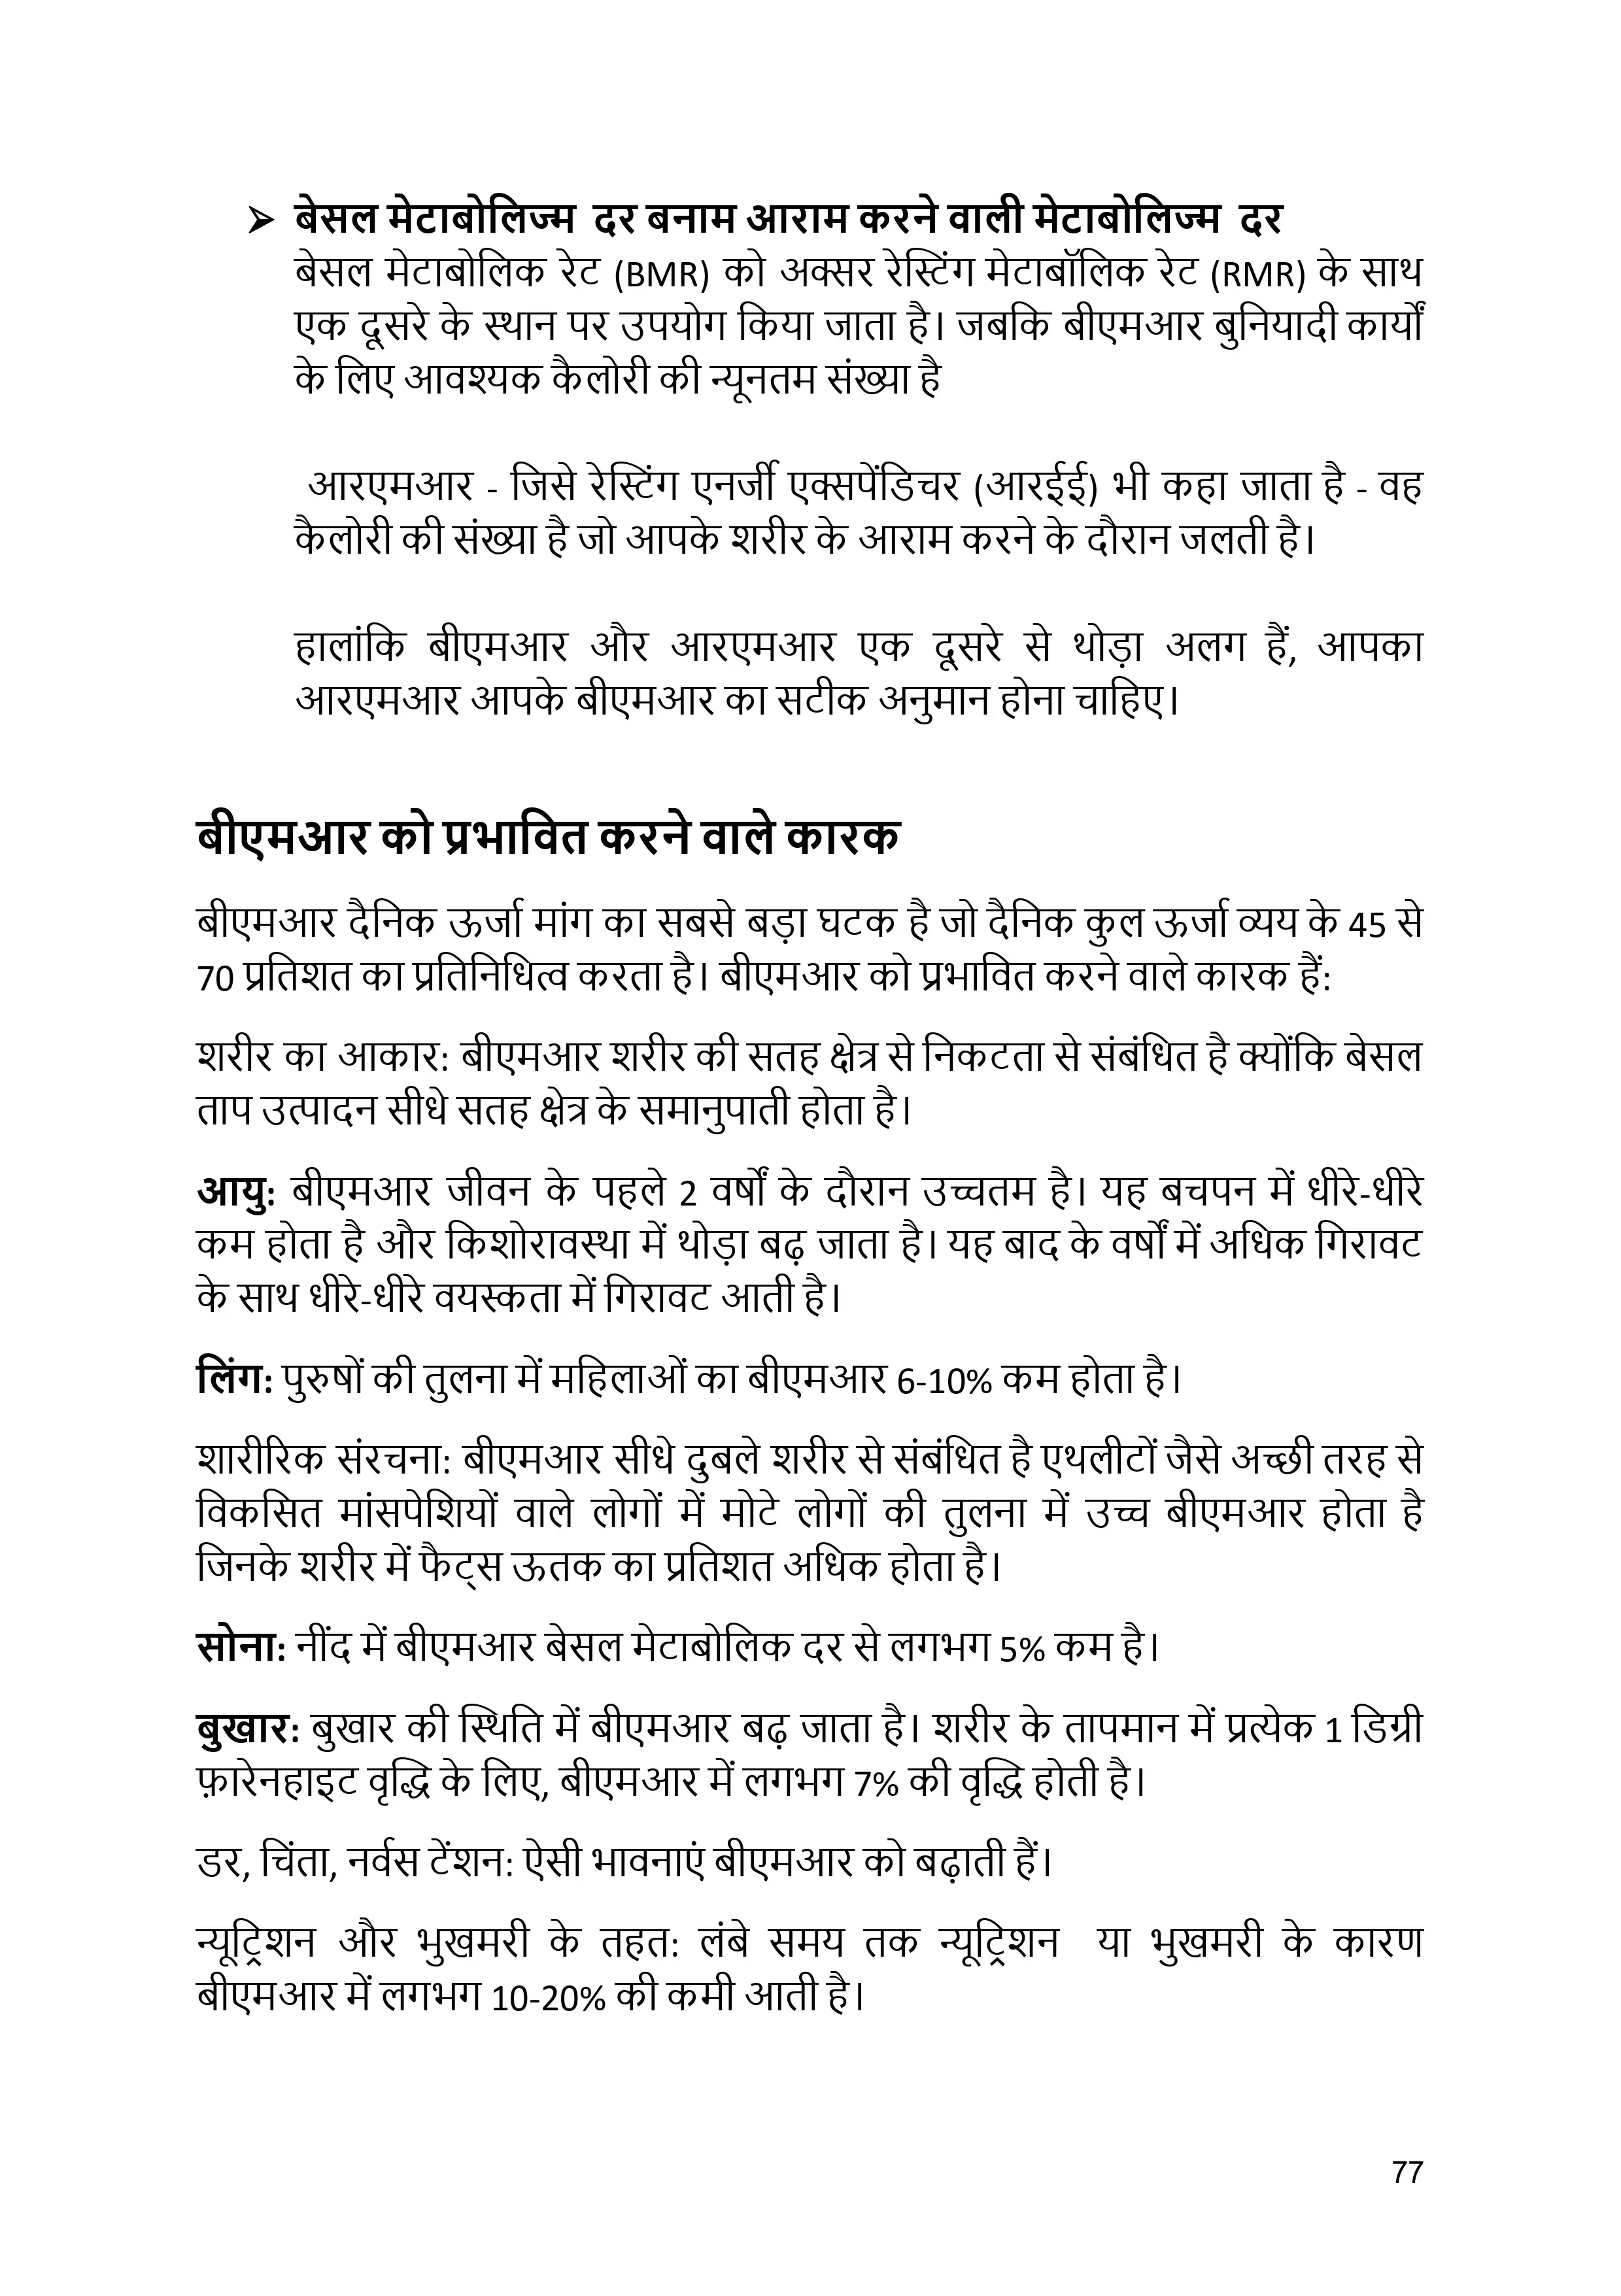 ➢ बेसल मेटाबोलिज्म दर बनाम आराम करने वाली मेटाबोलिज्म दर
बेसल मेटाबोलिक रेट (BMR) को अक्सर रेस्टिंग मेटाबॉलिक रेट (RMR) के साथ
एक दूसरे के स्थान पर उपयोग किया जाता है। जबकि बीएमआर बुनियादी कार्यों
के लिए आवश्यक कैलोरी की न्यूनतम संख्या है
आरएमआर - जिसे रेस्टिंग एनर्जी एक्सपेंडिचर (आरईई) भी कहा जाता है - वह
कैलोरी की संख्या है जो आपके शरीर के आराम करने के दौरान जलती है।
हालांकि बीएमआर और आरएमआर एक दूसरे से थोड़ा अलग हैं, आपका
आरएमआर आपके बीएमआर का सटीक अनुमान होना चाहिए।
बीएमआर को प्रभावित करने वाले कारक
बीएमआर दैनिक ऊर्जा मांग का सबसे बड़ा घटक है जो दैनिक कुल ऊर्जा व्यय के 45 से
70 प्रतिशत का प्रतिनिधित्व करता है। बीएमआर को प्रभावित करने वाले कारक हैं:
शरीर का आकार: बीएमआर शरीर की सतह क्षेत्र से निकटता से संबंधित है क्योंकि बेसल
ताप उत्पादन सीधे सतह क्षेत्र के समानुपाती होता है।
आयु: बीएमआर जीवन के पहले 2 वर्षों के दौरान उच्चतम है। यह बचपन में धीरे-धीरे
कम होता है और किशोरावस्था में थोड़ा बढ़ जाता है। यह बाद के वर्षों में अधिक गिरावट
के साथ धीरे-धीरे वयस्कता में गिरावट आती है।
लिंग: पुरुषों की तुलना में महिलाओं का बीएमआर 6-10% कम होता है।
शारीरिक संरचना: बीएमआर सीधे दुबले शरीर से संबंधित है एथलीटों जैसे अच्छी तरह से
विकसित मांसपेशियों वाले लोगों में मोटे लोगों की तुलना में उच्च बीएमआर होता है
जिनके शरीर में फैट्स ऊतक का प्रतिशत अधिक होता है।
सोना: नींद में बीएमआर बेसल मेटाबोलिक दर से लगभग 5% कम है।
बुखार: बुखार की स्थिति में बीएमआर बढ़ जाता है। शरीर के तापमान में प्रत्येक 1 डिग्री
फ़ारेनहाइट वृद्धि के लिए, बीएमआर में लगभग 7% की वृद्धि होती है।
डर, चिंता, नर्वस टेंशन: ऐसी भावनाएं बीएमआर को बढ़ाती हैं।
न्यूट्रिशन और भुखमरी के तहत: लंबे समय तक न्यूट्रिशन या भुखमरी के कारण
बीएमआर में लगभग 10-20% की कमी आती है।
77